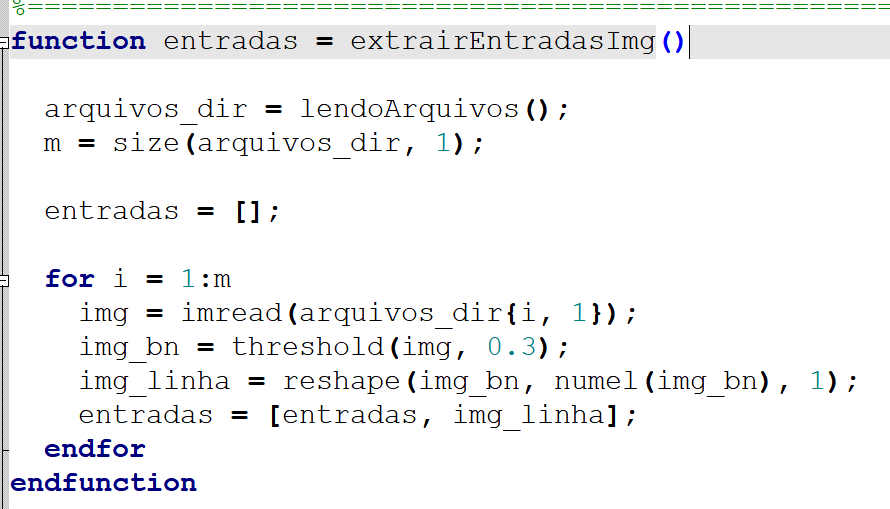 %====================================================
function entradas = extrairEntradasImg()
arquivos_dir = lendoArquivos();
m = size(arquivos_dir, 1);
entradas = [];
for i = 1:m
img = imread(arquivos_dir{i, 1});
img_bn = threshold(img, 0.3);
img_linha = reshape(img_bn, numel(img_bn), 1);
entradas = [entradas, img_linha];
endfor
endfunction